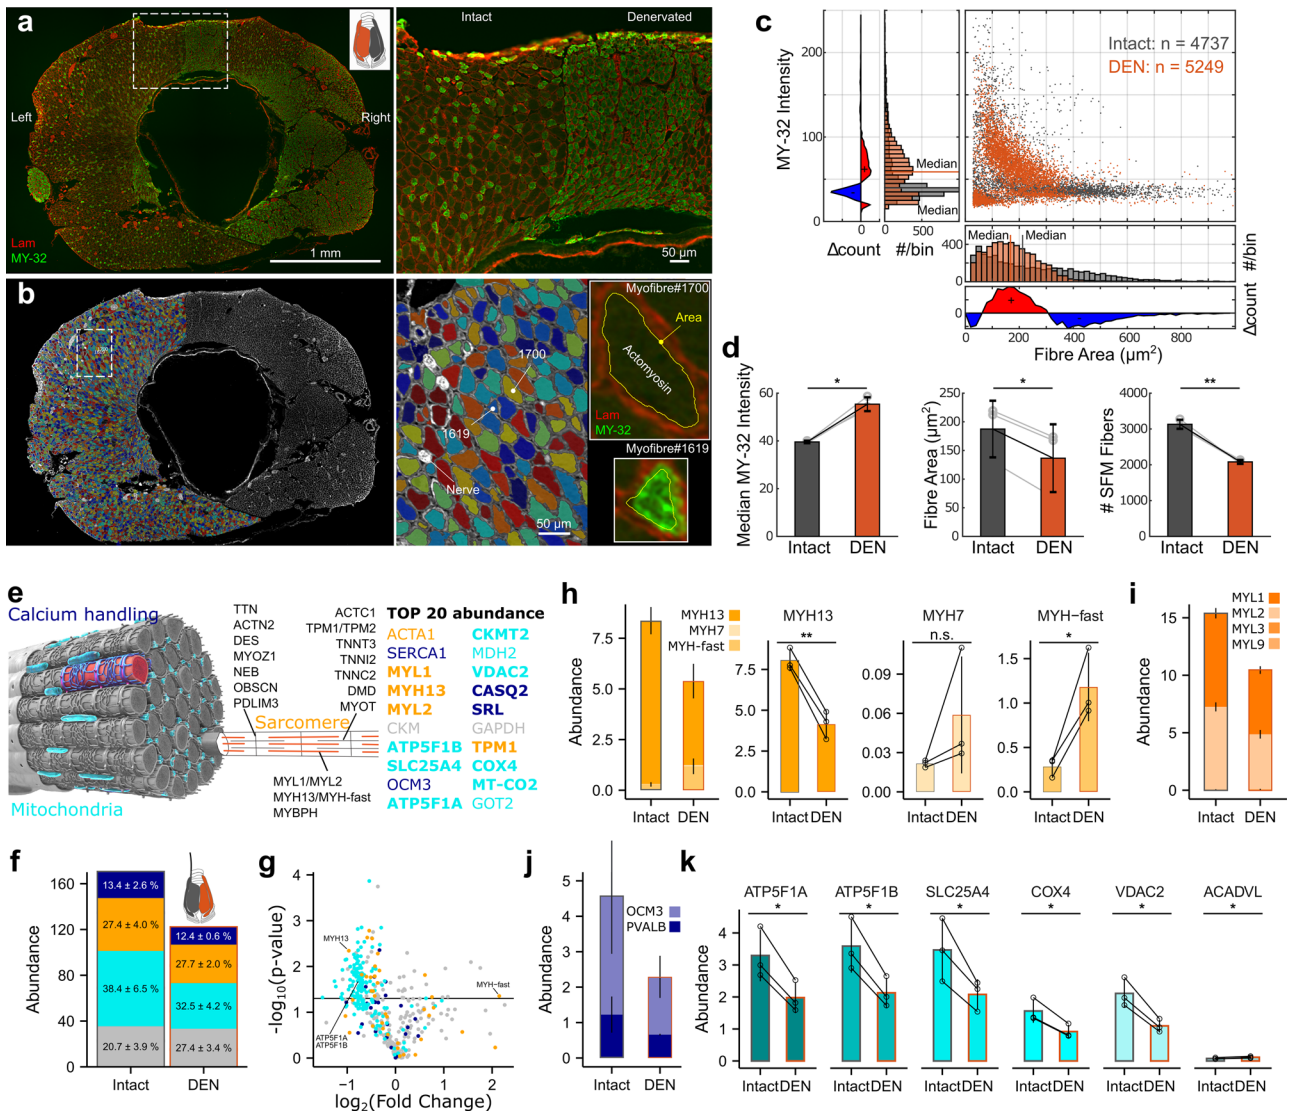 a
Left
Right
Lam
MY-32
1 mm
Intact
Denervated
50 µm
b
1700
1619
Nerve
50 µm
Myofibre#1700
Area
Actomyosin
Lam
MY-32
Myofibre#1619
c
MY-32 Intensity
200
100
0
0
Δcount
0
500
#/bin
Median
Median
Intact: n = 4737
DEN: n = 5249
Median
Median
400
0
#/bin
0
Δcount
0
200
400
600
800
Fibre Area (µm²)
d
Median MY-32 Intensity
60
40
20
0
*
Intact
DEN
Fibre Area (µm²)
250
200
150
100
50
0
*
Intact
DEN
# SFM Fibers
4000
3000
2000
1000
0
**
Intact
DEN
e
Calcium handling
Mitochondria
TTN
ACTN2
DES
MYOZ1
NEB
OBSCN
PDLIM3
Sarcomere
ACTC1
TPM1/TPM2
TNNT3
TNNI2
TNNC2
DMD
MYOT
MYL1/MYL2
MYH13/MYH-fast
MYBPH
TOP 20 abundance
ACTA1
SERCA1
MYL1
MYH13
MYL2
CKM
ATP5F1B
SLC25A4
OCM3
ATP5F1A
CKMT2
MDH2
VDAC2
CASQ2
SRL
GAPDH
TPM1
COX4
MT-CO2
GOT2
f
Abundance
160
120
80
40
0
13.4 ± 2.6 %
27.4 ± 4.0 %
38.4 ± 6.5 %
20.7 ± 3.9 %
12.4 ± 0.6 %
27.7 ± 2.0 %
32.5 ± 4.2 %
27.4 ± 3.4 %
Intact
DEN
g
-log10(p-value)
4
3
2
1
0
MYH13
MYH-fast
ATP5F1A
ATP5F1B
−1
0
1
2
log2(Fold Change)
h
Abundance
7.5
5.0
2.5
0.0
MYH13
MYH7
MYH-fast
Intact
DEN
MYH13
**
10.0
7.5
5.0
2.5
0.0
Intact
DEN
MYH7
n.s.
0.09
0.06
0.03
0.00
Intact
DEN
MYH−fast
*
1.5
1.0
0.5
0.0
Intact
DEN
i
MYL1
MYL2
MYL3
MYL9
15
10
5
0
Intact
DEN
j
Abundance
5
4
3
2
1
0
OCM3
PVALB
Intact
DEN
k
Abundance
4
3
2
1
0
ATP5F1A
*
Intact
DEN
ATP5F1B
*
Intact
DEN
SLC25A4
*
Intact
DEN
COX4
*
Intact
DEN
VDAC2
*
Intact
DEN
ACADVL
*
Intact
DEN